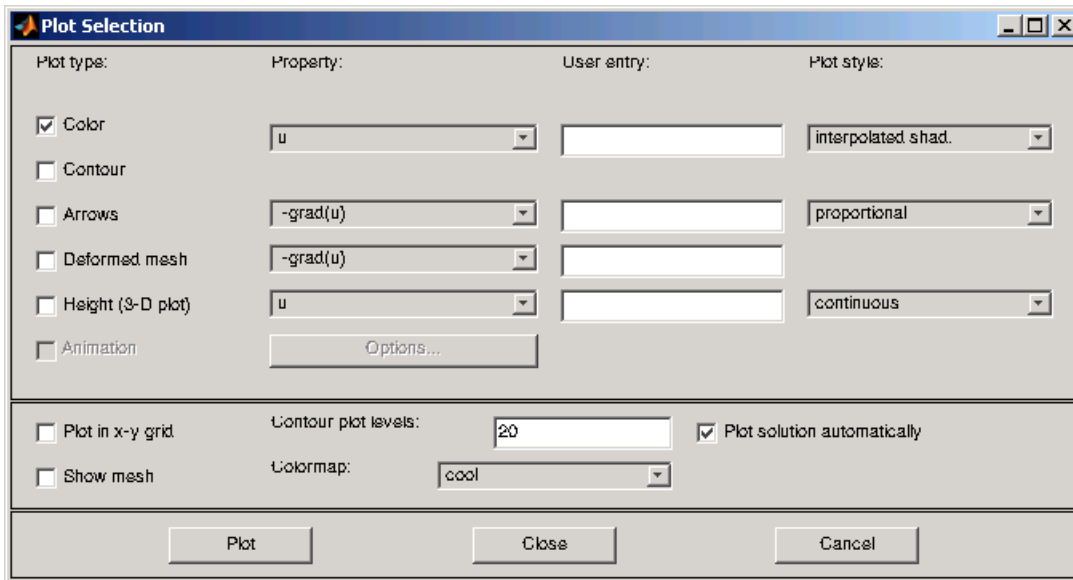 Plot Selection
Plot type: Property: User entry: Plot style:
Color u interpolated shad.
Contour
Arrows -grad(u) proportional
Deformed mesh -grad(u)
Height (3-D plot) u continuous
Animation Options...
Plot in x-y grid Contour plot levels: 20 Plot solution automatically
Show mesh Colormap: cool
Plot Close Cancel